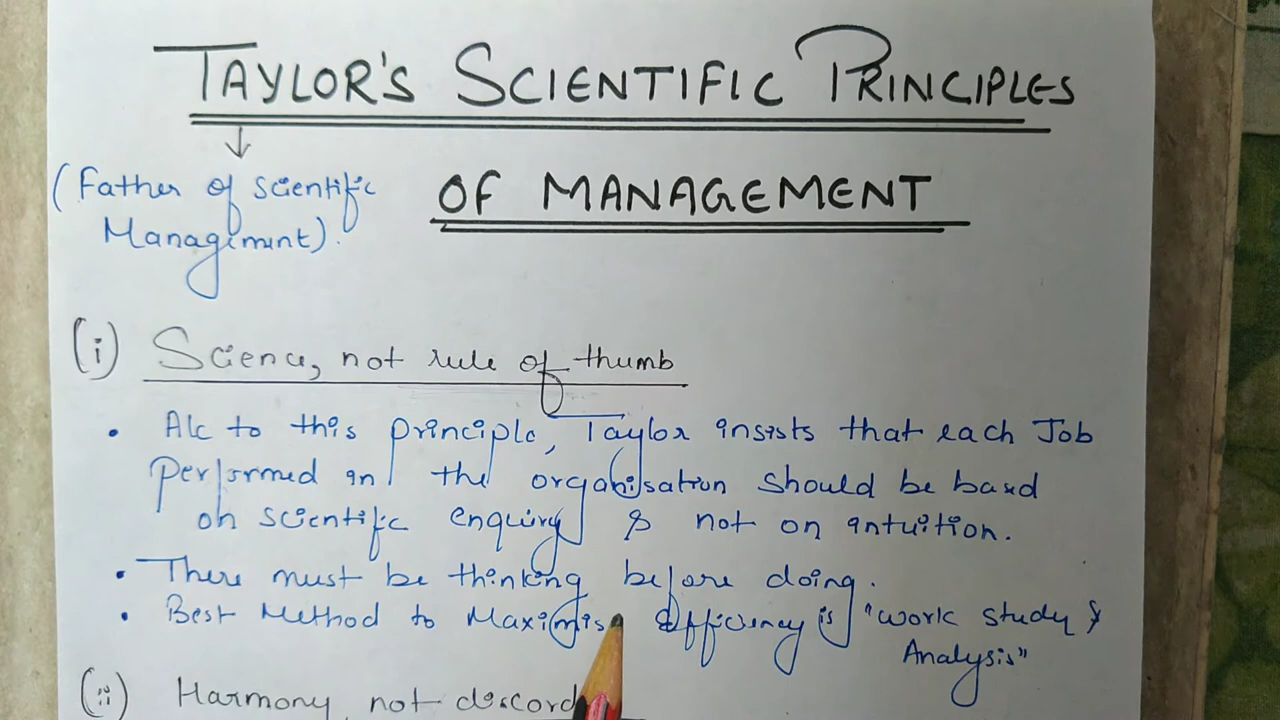 TAYLOR'S SCIENTIFIC PRINCIPLES
OF MANAGEMENT
(Father of scientific
Management).
(i) Science, not rule of thumb
• A/c to this principle, Taylor insists that each Job
performed in the organisation should be based
on scientific enquiry & not on intuition.
• There must be thinking before doing.
• Best Method to Maximise Efficiency is "work study &
Analysis"
(ii) Harmony, not discord